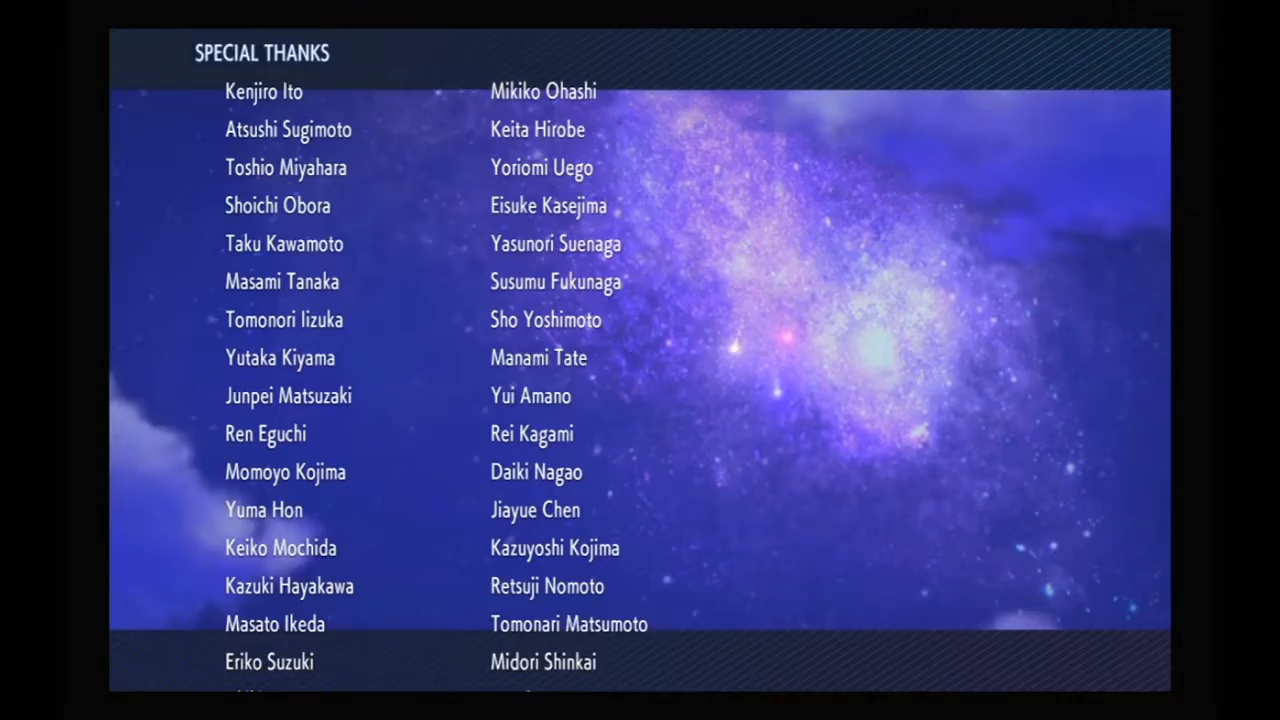 SPECIAL THANKS
Kenjiro Ito Mikiko Ohashi
Atsushi Sugimoto Keita Hirobe
Toshio Miyahara Yoriomi Uego
Shoichi Obora Eisuke Kasejima
Taku Kawamoto Yasunori Suenaga
Masami Tanaka Susumu Fukunaga
Tomonori Iizuka Sho Yoshimoto
Yutaka Kiyama Manami Tate
Junpei Matsuzaki Yui Amano
Ren Eguchi Rei Kagami
Momoyo Kojima Daiki Nagao
Yuma Hon Jiayue Chen
Keiko Mochida Kazuyoshi Kojima
Kazuki Hayakawa Retsuji Nomoto
Masato Ikeda Tomonari Matsumoto
Eriko Suzuki Midori Shinkai